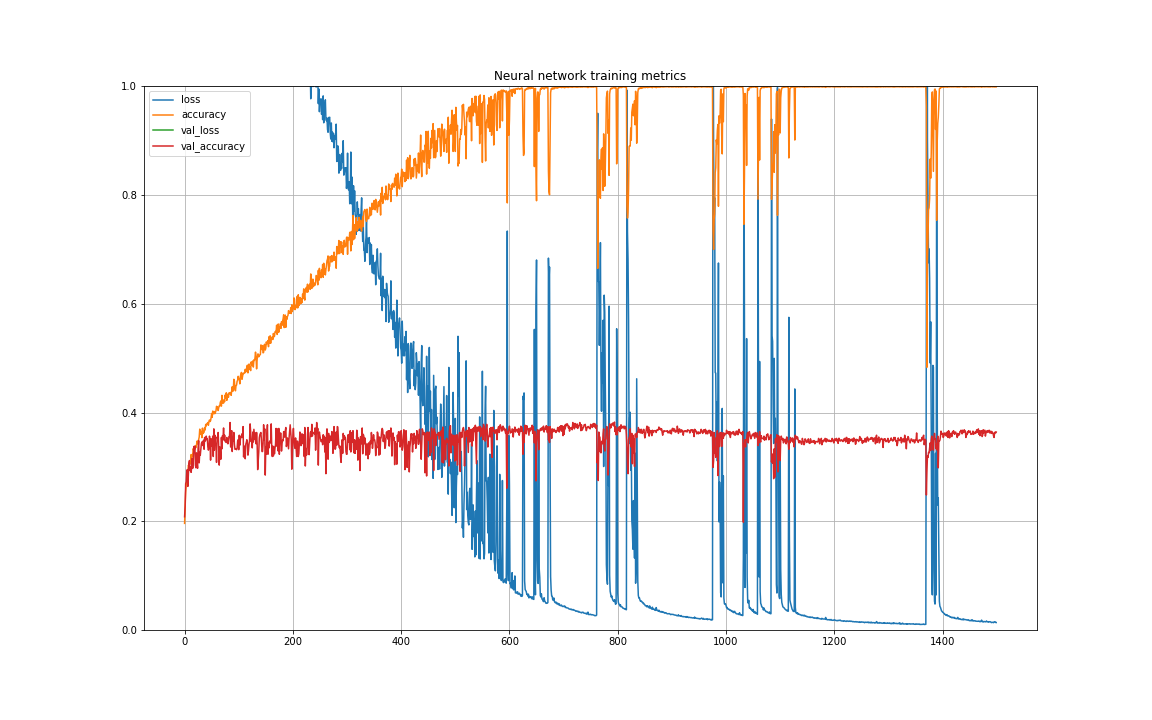 Neural network training metrics
loss
accuracy
val_loss
val_accuracy
1.0
0.8
0.6
0.4
0.2
0.0
0 200 400 600 800 1000 1200 1400